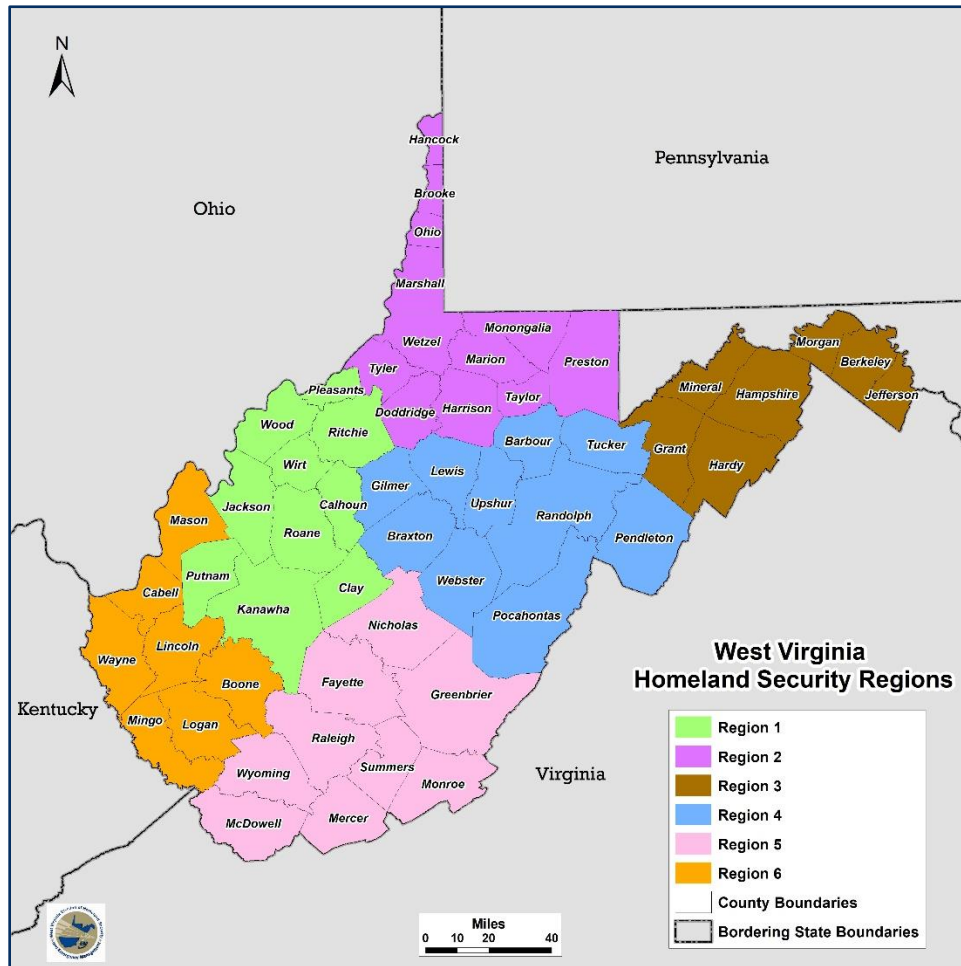 N
Hancock
Pennsylvania
Brooke
Ohio
Ohio
Marshall
Wetzel
Monongalia
Marion
Preston
Tyler
Pleasants
Taylor
Harrison
Doddridge
Morgan
Berkeley
Jefferson
Mineral
Hampshire
Grant
Hardy
Wood
Ritchie
Wirt
Barbour
Tucker
Lewis
Gilmer
Upshur
Jackson
Calhoun
Roane
Randolph
Mason
Braxton
Pendleton
Putnam
Clay
Webster
Cabell
Kanawha
Pocahontas
Nicholas
Lincoln
Wayne
Boone
Fayette
Greenbrier
Kentucky
Mingo
Logan
Raleigh
Wyoming
Summers
Monroe
Virginia
McDowell
Mercer
West Virginia
Homeland Security Regions
Region 1
Region 2
Region 3
Region 4
Region 5
Region 6
County Boundaries
Bordering State Boundaries
Miles
0 10 20 40